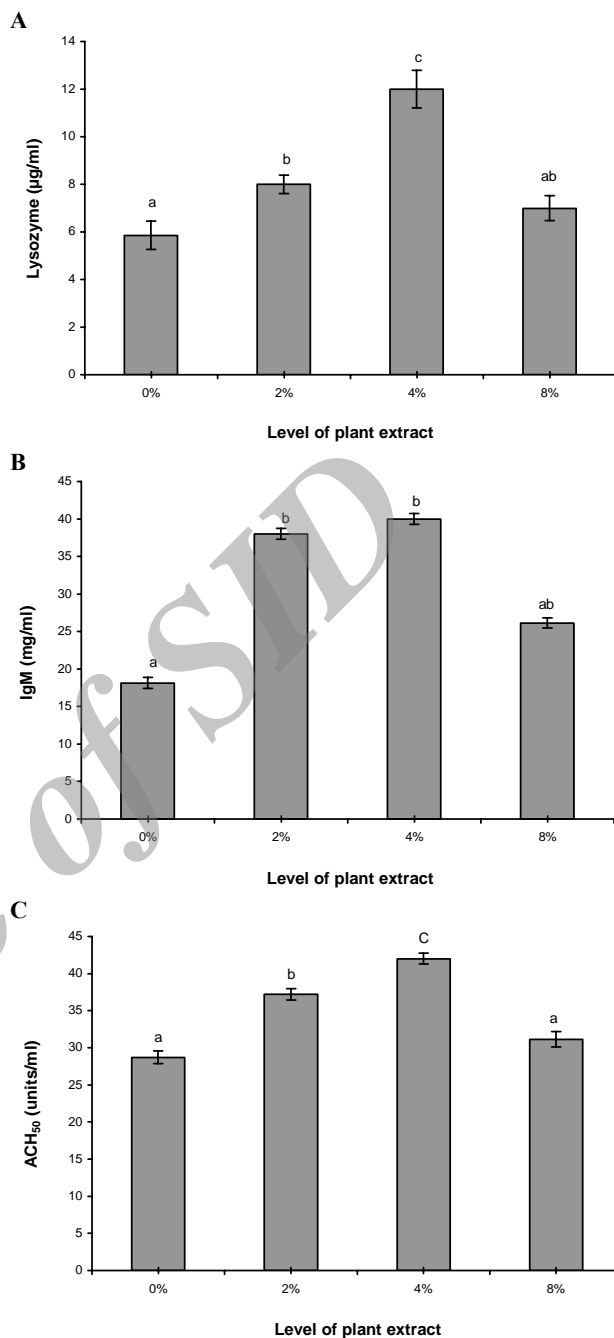 A
14
12
10
8
6
4
2
0
Lysozyme (µg/ml)
a
b
c
ab
0% 2% 4% 8%
Level of plant extract
B
45
40
35
30
25
20
15
10
5
0
IgM (mg/ml)
a
b
b
ab
0% 2% 4% 8%
Level of plant extract
C
45
40
35
30
25
20
15
10
5
0
ACH₅₀ (units/ml)
a
b
C
a
0% 2% 4% 8%
Level of plant extract
of SID